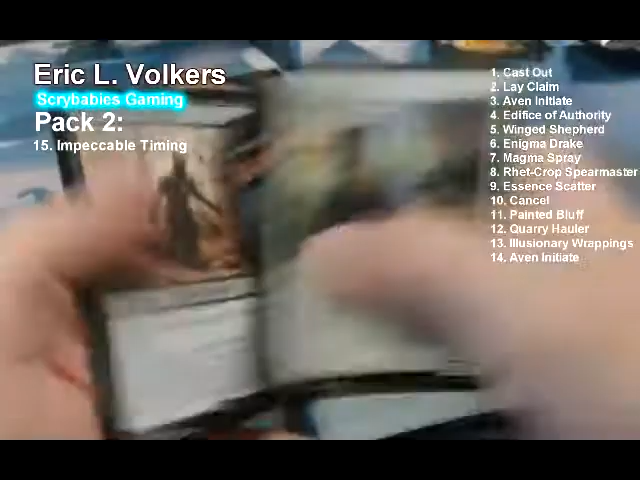 Eric L. Volkers
Scrybabies Gaming
Pack 2:
15. Impeccable Timing
1. Cast Out
2. Lay Claim
3. Aven Initiate
4. Edifice of Authority
5. Winged Shepherd
6. Enigma Drake
7. Magma Spray
8. Rhet-Crop Spearmaster
9. Essence Scatter
10. Cancel
11. Painted Bluff
12. Quarry Hauler
13. Illusionary Wrappings
14. Aven Initiate